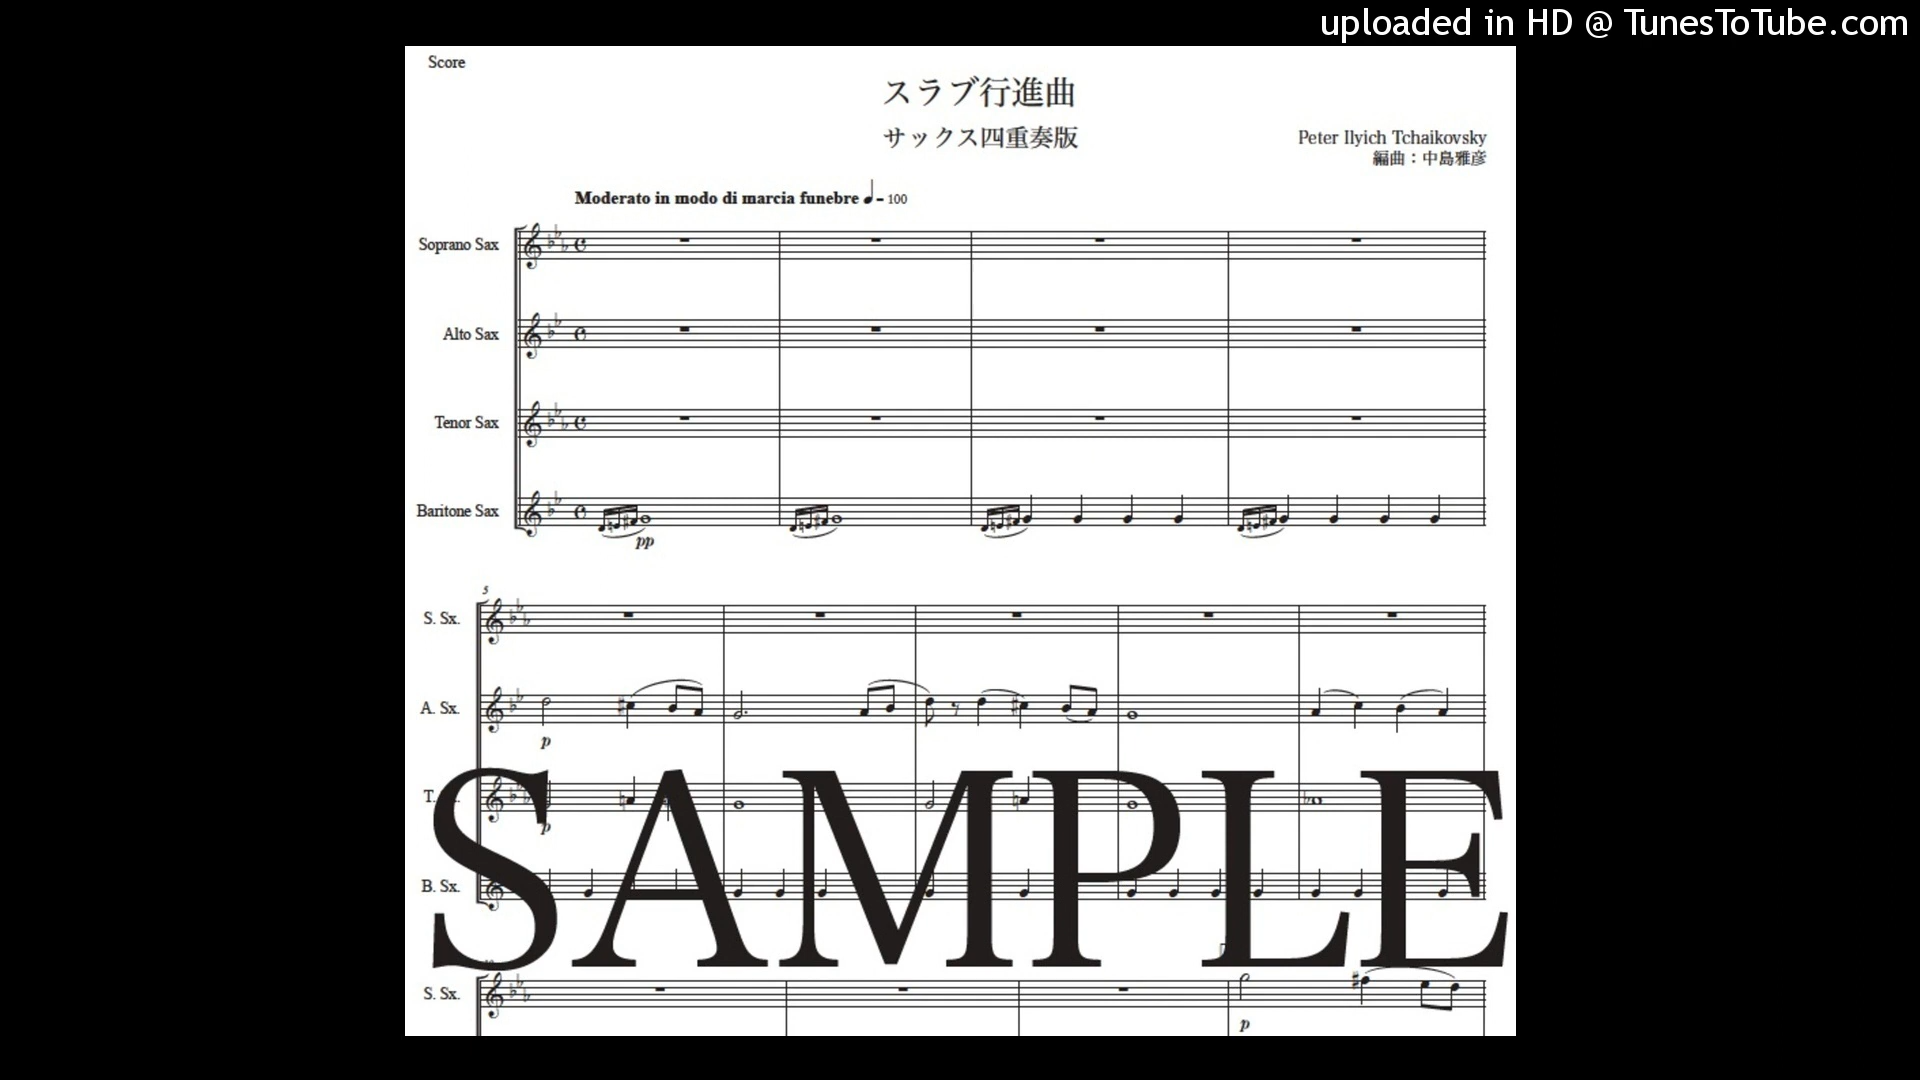 uploaded in HD @ TunesToTube.com
Score
スラブ行進曲
サックス四重奏版
Peter Ilyich Tchaikovsky
編曲：中島雅彦
Moderato in modo di marcia funebre ♩= 100
Soprano Sax
Alto Sax
Tenor Sax
Baritone Sax
pp
5
S. Sx.
A. Sx.
p
T.
p
B. Sx.
SAMPLE
S. Sx.
p